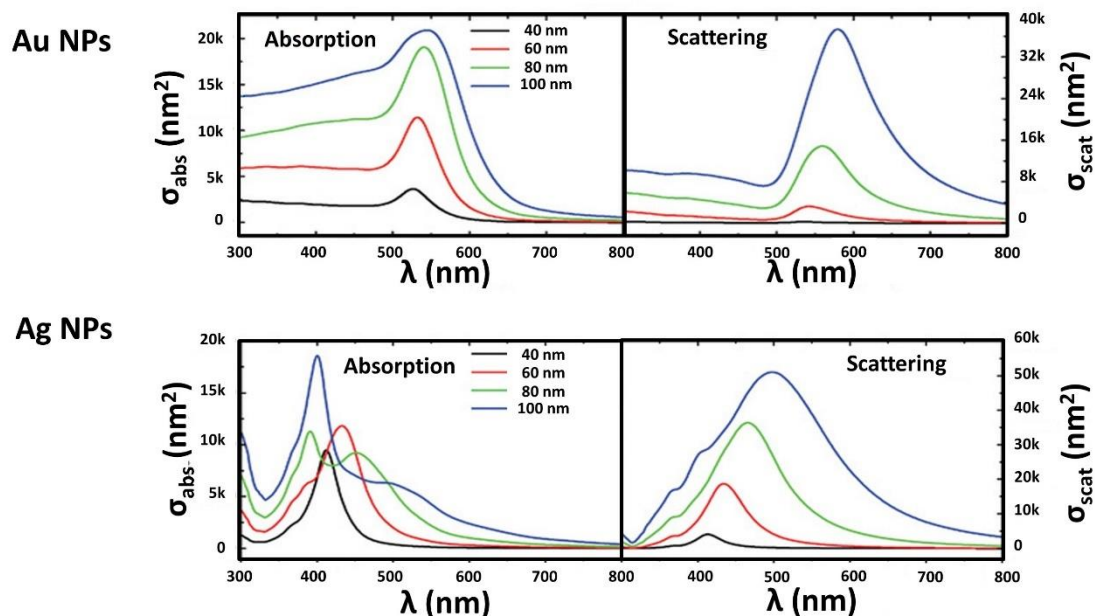 Au NPs
Absorption
40 nm
60 nm
80 nm
100 nm
Scattering
20k
15k
10k
5k
0
σabs (nm²)
40k
36k
24k
18k
8k
0
σscat (nm²)
300 400 500 600 700 800 400 500 600 700 800
λ (nm) λ (nm)
Ag NPs
Absorption
40 nm
60 nm
80 nm
100 nm
Scattering
20k
15k
10k
5k
0
σabs- (nm²)
60k
50k
40k
30k
20k
10k
0
σscat (nm²)
300 400 500 600 700 800 300 400 500 600 700 800
λ (nm) λ (nm)